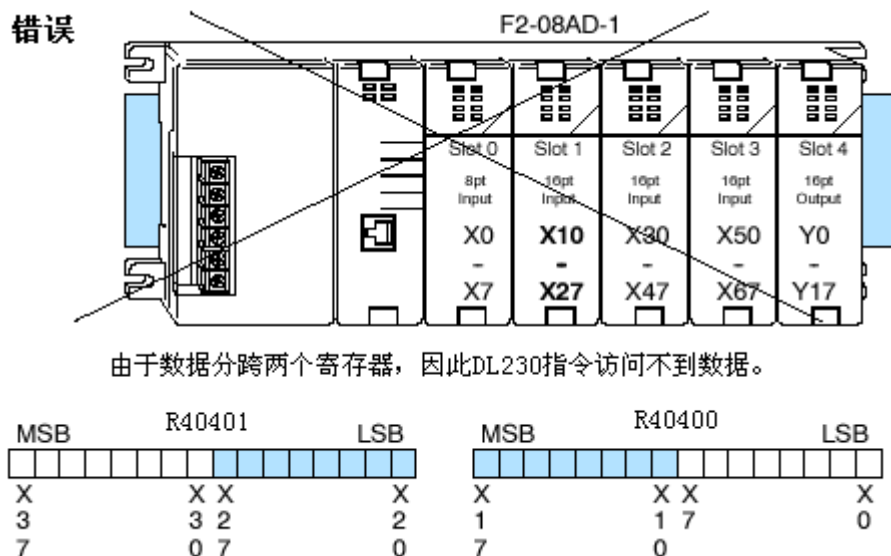 错误
F2-08AD-1
Slot 0 Slot 1 Slot 2 Slot 3 Slot 4
8pt 16pt 16pt 16pt 16pt
Input Input Input Input Output
X0 X10 X30 X50 Y0
- - - - -
X7 X27 X47 X67 Y17
由于数据分跨两个寄存器，因此DL230指令访问不到数据。
MSB R40401 LSB MSB R40400 LSB
X X X X X X X X
3 3 2 2 1 1 7 0
7 0 7 0 7 0